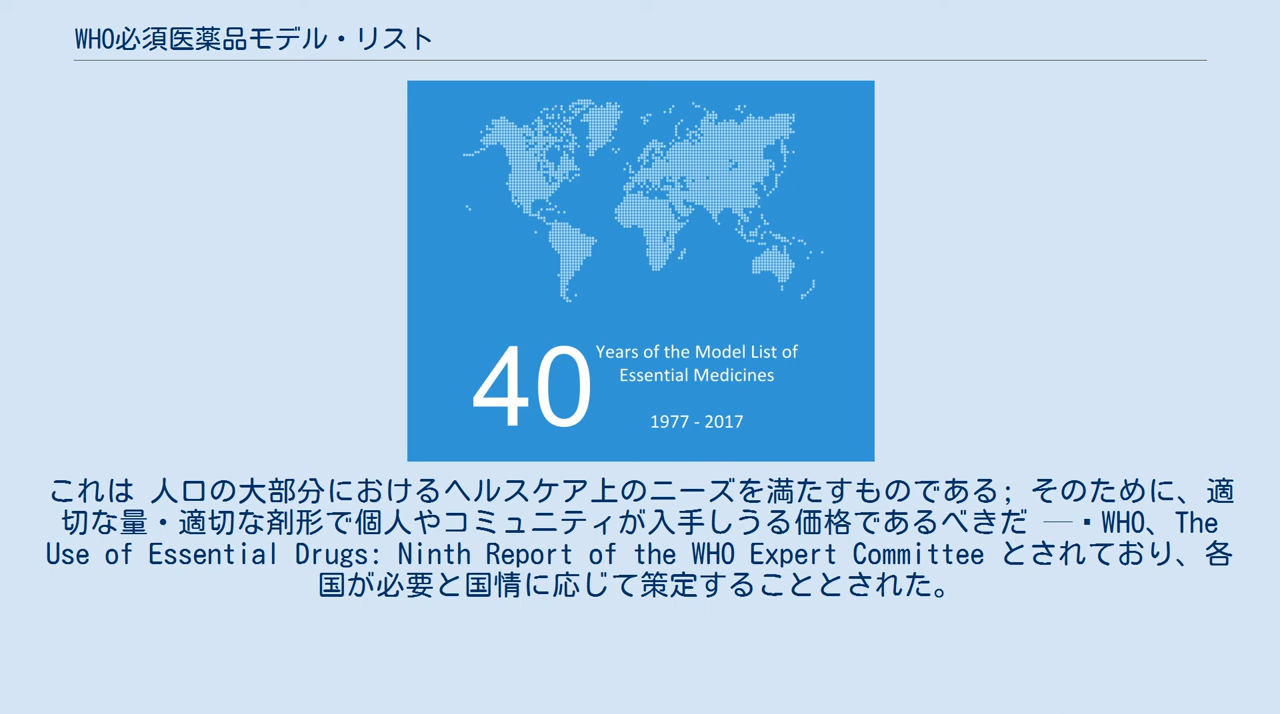 WHO必須医薬品モデル・リスト
40
Years of the Model List of
Essential Medicines
1977 - 2017
これは 人口の大部分におけるヘルスケア上のニーズを満たすものである; そのために、適
切な量・適切な剤形で個人やコミュニティが入手しうる価格であるべきだ ―・WHO、The
Use of Essential Drugs: Ninth Report of the WHO Expert Committee とされており、各
国が必要と国情に応じて策定することとされた。